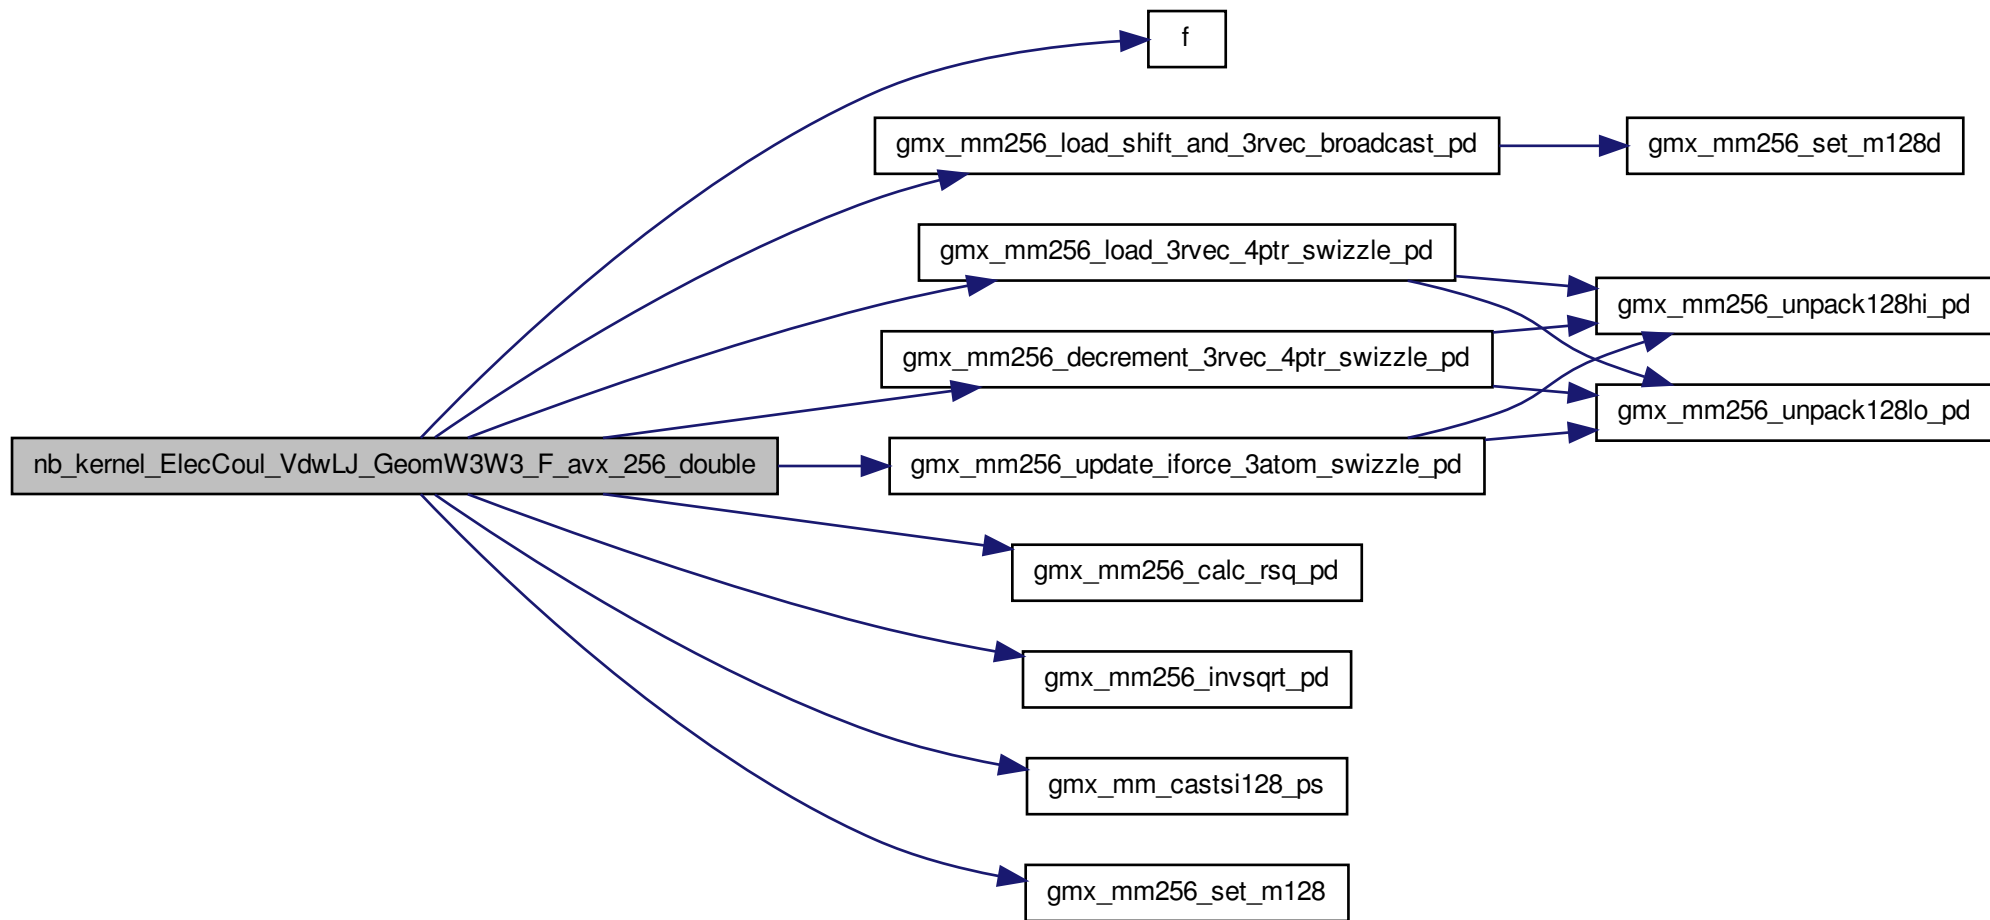 f
gmx_mm256_load_shift_and_3rvec_broadcast_pd
gmx_mm256_set_m128d
gmx_mm256_load_3rvec_4ptr_swizzle_pd
gmx_mm256_unpack128hi_pd
gmx_mm256_decrement_3rvec_4ptr_swizzle_pd
gmx_mm256_unpack128lo_pd
nb_kernel_ElecCoul_VdwLJ_GeomW3W3_F_avx_256_double
gmx_mm256_update_iforce_3atom_swizzle_pd
gmx_mm256_calc_rsq_pd
gmx_mm256_invsqrt_pd
gmx_mm_castsi128_ps
gmx_mm256_set_m128